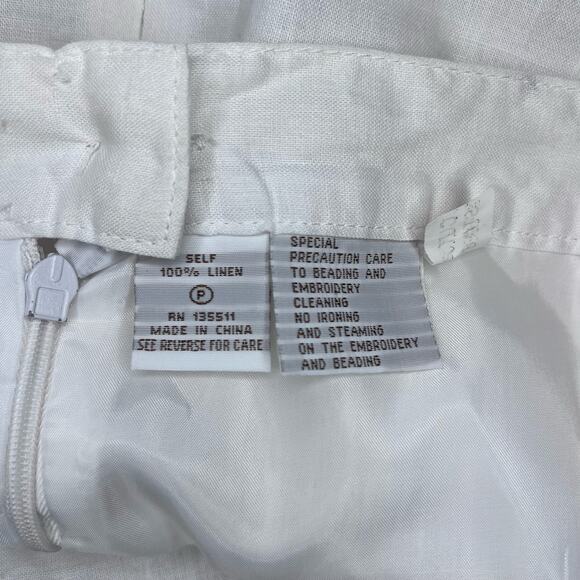 SELF
100% LINEN
P
RN 135511
MADE IN CHINA
SEE REVERSE FOR CARE
SPECIAL
PRECAUTION CARE
TO BEADING AND
EMBROIDERY
CLEANING
NO IRONING
AND STEAMING
ON THE EMBROIDERY
AND BEADING